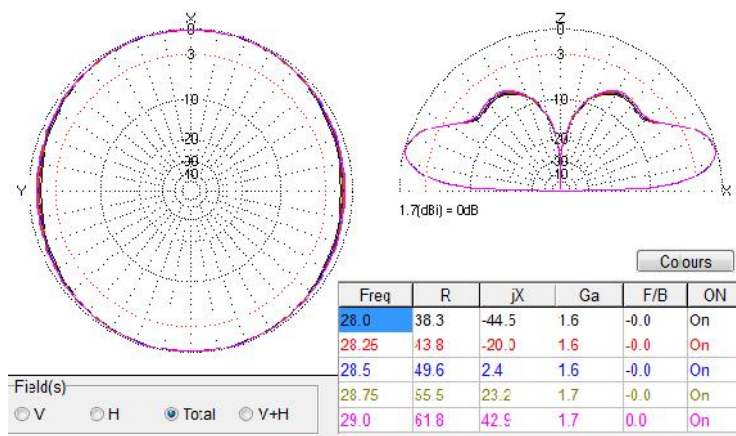 X
0
3
10
20
30
40
Y
Z
0
3
10
20
30
40
X
1.7(dBi) = 0dB
Colours
Freq R jX Ga F/B ON
28.0 38.3 -44.5 1.6 -0.0 On
28.25 43.8 -20.0 1.6 -0.0 On
28.5 49.6 2.4 1.6 -0.0 On
28.75 55.5 23.2 1.7 -0.0 On
29.0 61.8 42.9 1.7 0.0 On
Field(s)
V H Total V+H